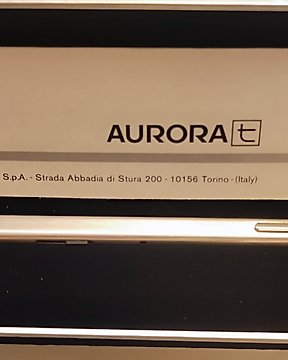 AURORA t
S.p.A. - Strada Abbadia di Stura 200 - 10156 Torino - (Italy)